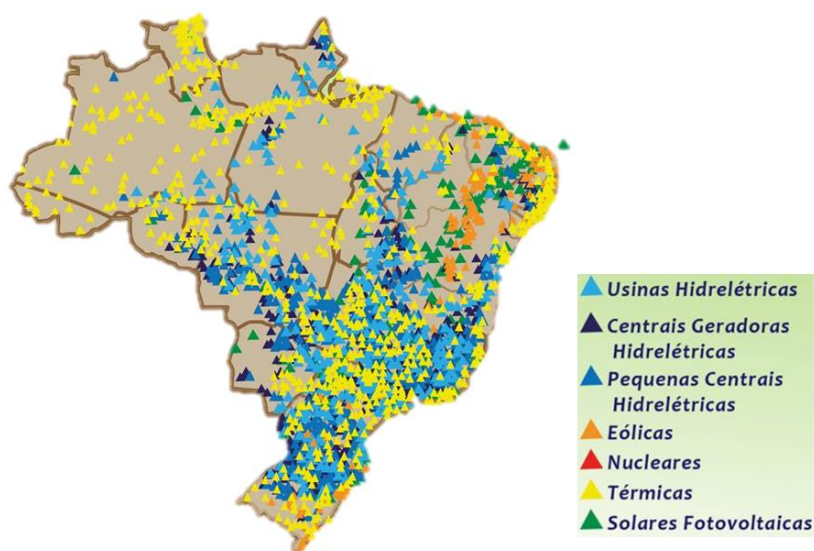 Usinas Hidrelétricas
Centrais Geradoras
Hidrelétricas
Pequenas Centrais
Hidrelétricas
Eólicas
Nucleares
Térmicas
Solares Fotovoltaicas